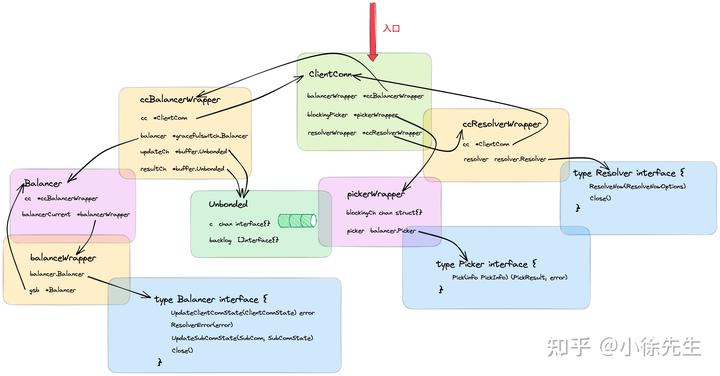 入口
ClientConn
balancerWrapper *ccBalancerWrapper
blockingPicker *pickerWrapper
resolverWrapper *ccResolverWrapper
ccBalancerWrapper
cc *ClientConn
balancer *gracefulswitch.Balancer
updateCh *buffer.Unbonded
resultCh *buffer.Unbonded
ccResolverWrapper
cc *ClientConn
resolver resolver.Resolver
type Resolver interface {
ResolveNow(ResolveNowOptions)
Close()
}
Balancer
cc *ccBalancerWrapper
balancerCurrent *balancerWrapper
Unbonded
c chan interface{}
backlog []interface{}
pickerWrapper
blockingCh chan struct{}
picker balancer.Picker
balanceWrapper
balancer.Balancer
gsb *Balancer
type Picker interface {
Pick(info PickInfo) (PickResult, error)
}
type Balancer interface {
UpdateClientConnState(ClientConnState) error
ResolverError(error)
UpdateSubConnState(SubConn, SubConnState)
Close()
}
知乎 @小徐先生